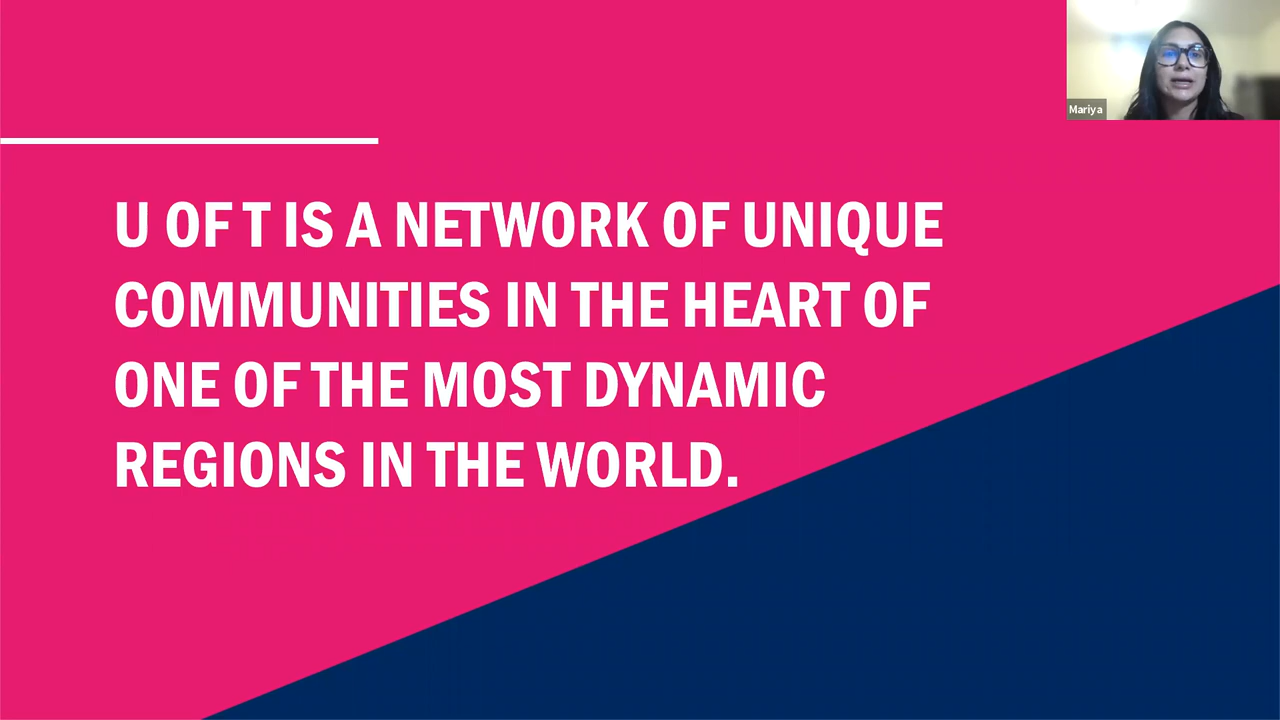 Mariya
U OF T IS A NETWORK OF UNIQUE
COMMUNITIES IN THE HEART OF
ONE OF THE MOST DYNAMIC
REGIONS IN THE WORLD.